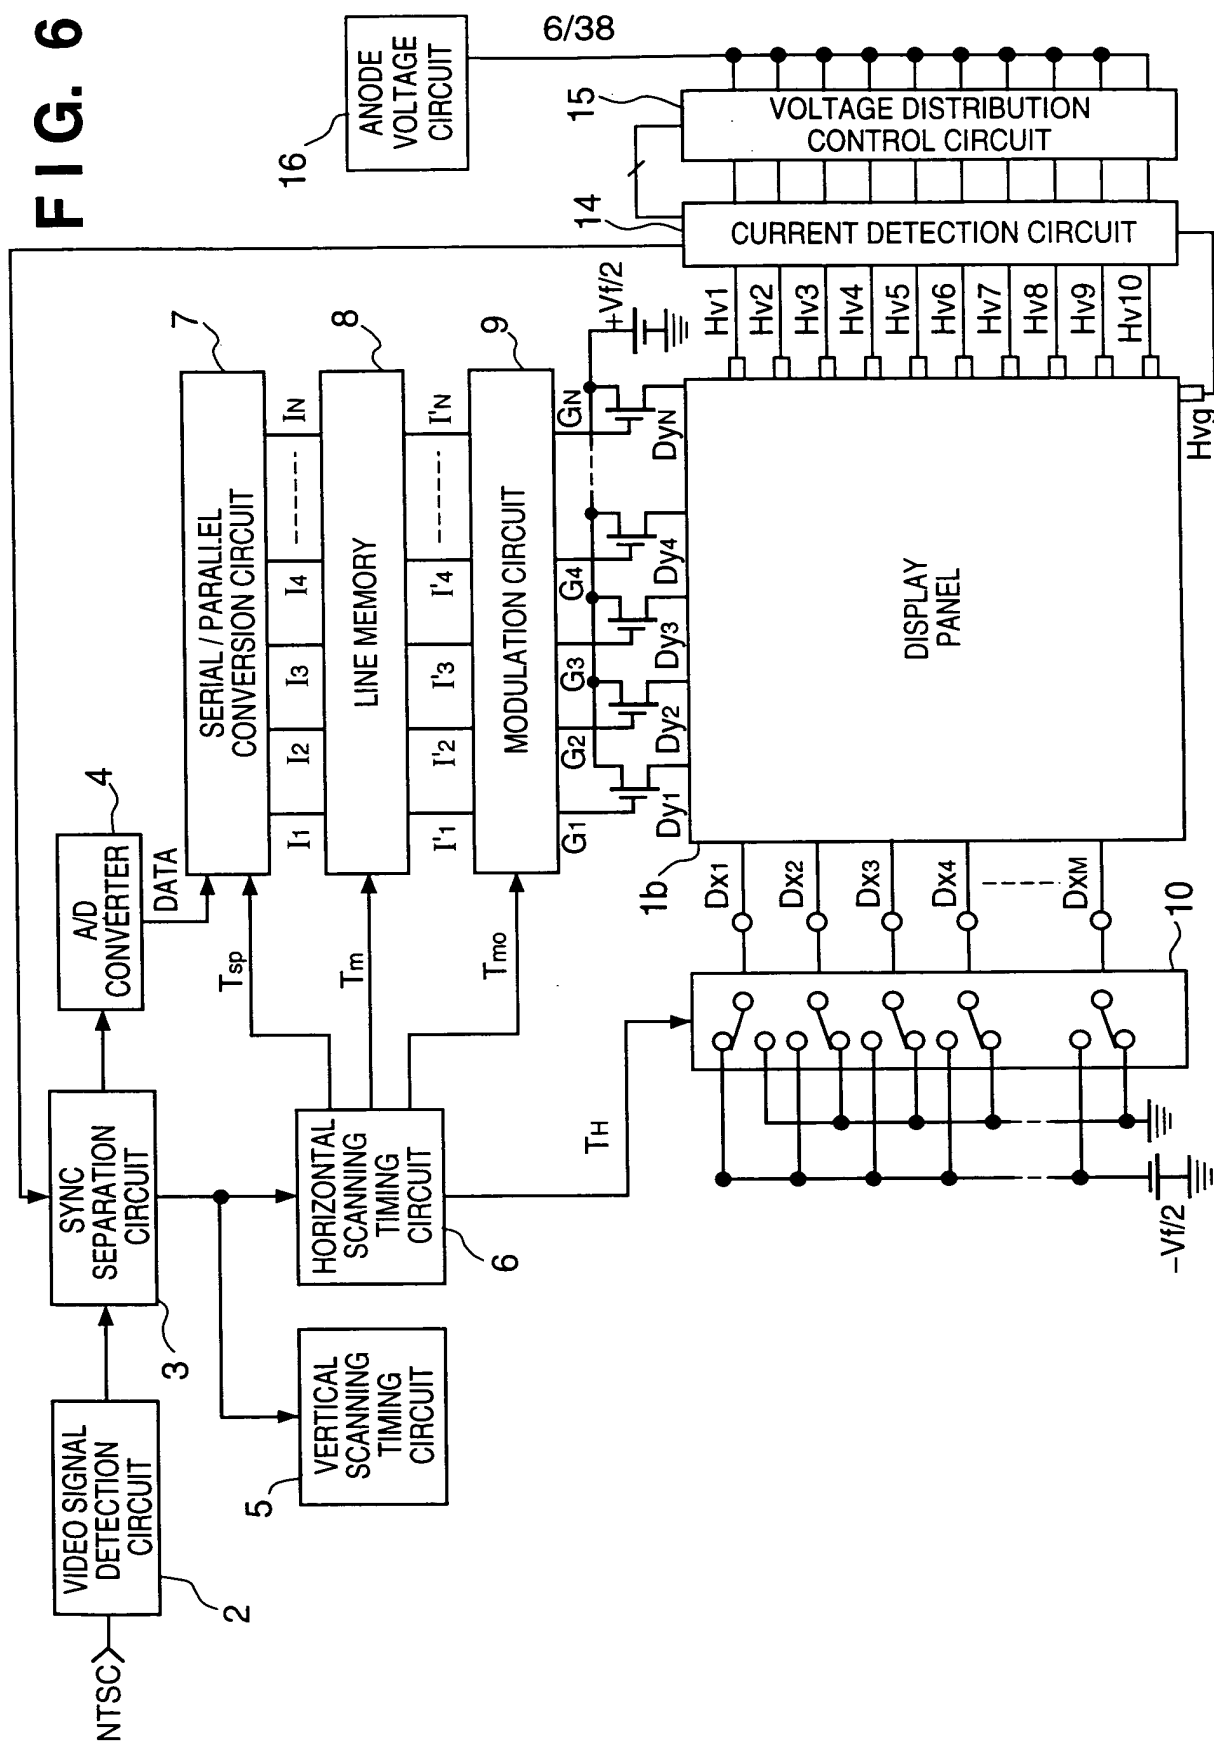 FIG. 6
6/38
NTSC
VIDEO SIGNAL
DETECTION
CIRCUIT
2
SYNC
SEPARATION
CIRCUIT
3
A/D
CONVERTER
4
DATA
VERTICAL
SCANNING
TIMING
CIRCUIT
5
HORIZONTAL
SCANNING
TIMING
CIRCUIT
6
Tsp
Tm
Tmo
TH
SERIAL / PARALLEL
CONVERSION CIRCUIT
7
I1 I2 I3 I4 IN
LINE MEMORY
8
I'1 I'2 I'3 I'4 I'N
MODULATION CIRCUIT
9
G1 G2 G3 G4 GN
+Vf/2
Dy1 Dy2 Dy3 Dy4 DyN
1b
DISPLAY
PANEL
Dx1
Dx2
Dx3
Dx4
DxM
10
-Vf/2
Hv1
Hv2
Hv3
Hv4
Hv5
Hv6
Hv7
Hv8
Hv9
Hv10
Hvg
CURRENT DETECTION CIRCUIT
14
VOLTAGE DISTRIBUTION
CONTROL CIRCUIT
15
ANODE
VOLTAGE
CIRCUIT
16